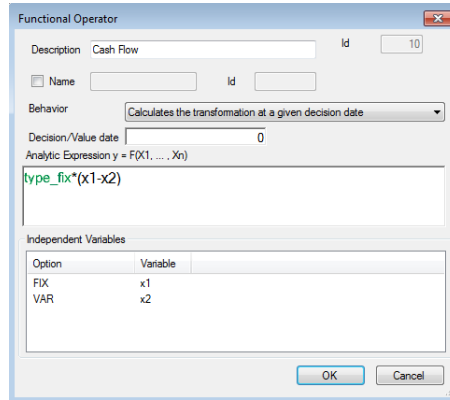 Functional Operator
Description Cash Flow Id 10
Name Id
Behavior Calculates the transformation at a given decision date
Decision/Value date 0
Analytic Expression y = F(X1, ... , Xn)
type_fix*(x1-x2)
Independent Variables
Option Variable
FIX x1
VAR x2
OK Cancel